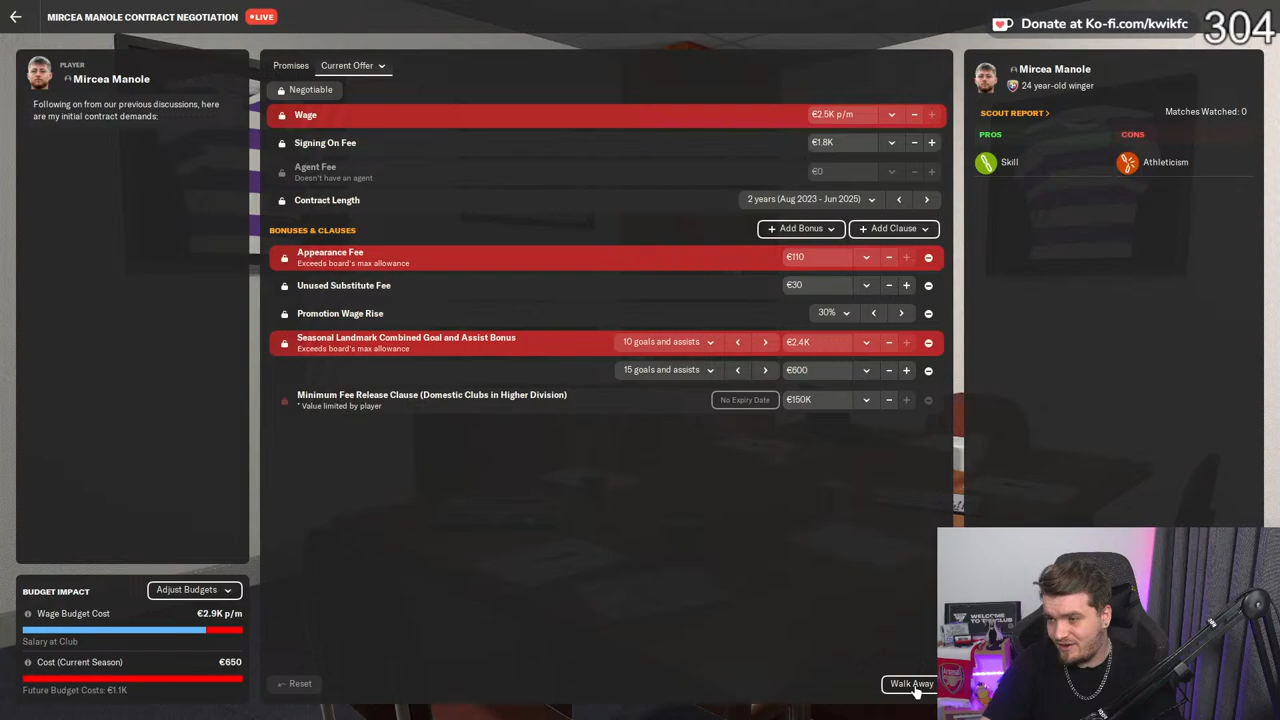 MIRCEA MANOLE CONTRACT NEGOTIATION
LIVE
Donate at Ko-fi.com/kwikfc
304
PLAYER
Mircea Manole
Following on from our previous discussions, here
are my initial contract demands:
Promises
Current Offer
Negotiable
Wage
€2.5K p/m
Signing On Fee
€1.8K
Agent Fee
Doesn't have an agent
€0
Contract Length
2 years (Aug 2023 - Jun 2025)
BONUSES & CLAUSES
+ Add Bonus
+ Add Clause
Appearance Fee
Exceeds board's max allowance
€110
Unused Substitute Fee
€30
Promotion Wage Rise
30%
Seasonal Landmark Combined Goal and Assist Bonus
Exceeds board's max allowance
10 goals and assists
€2.4K
15 goals and assists
€600
Minimum Fee Release Clause (Domestic Clubs in Higher Division)
* Value limited by player
No Expiry Date
€150K
Mircea Manole
24 year-old winger
SCOUT REPORT >
Matches Watched: 0
PROS
CONS
Skill
Athleticism
BUDGET IMPACT
Adjust Budgets
Wage Budget Cost
€2.9K p/m
Salary at Club
Cost (Current Season)
€650
Future Budget Costs: €1.1K
Reset
Walk Away
WELCOME
TO THE CLUB
Arsenal